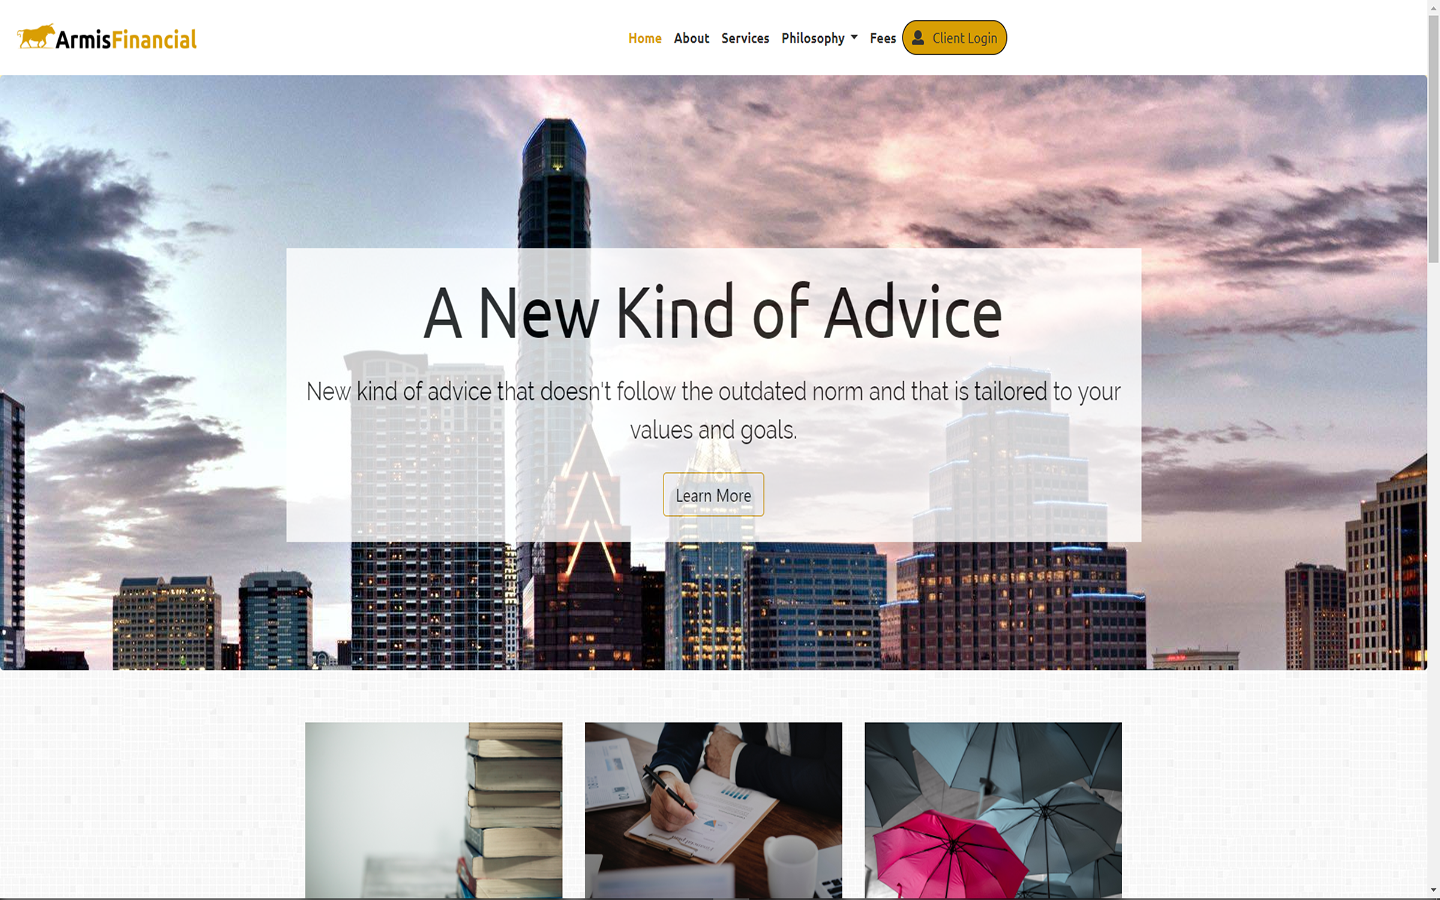 ArmisFinancial
Home About Services Philosophy Fees Client Login
A New Kind of Advice
New kind of advice that doesn't follow the outdated norm and that is tailored to your
values and goals.
Learn More